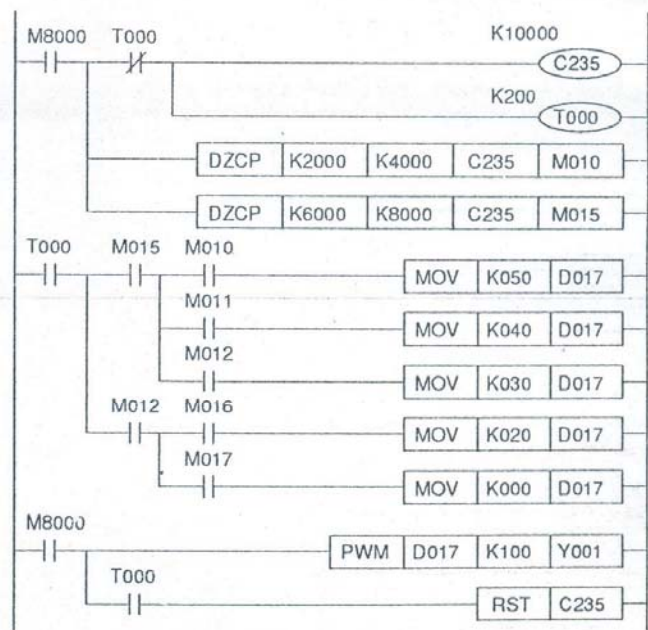 K10000
M8000 T000
C235
K200
T000
DZCP K2000 K4000 C235 M010
DZCP K6000 K8000 C235 M015
T000 M015 M010
MOV K050 D017
M011
MOV K040 D017
M012
MOV K030 D017
M012 M016
MOV K020 D017
M017
MOV K000 D017
M8000
PWM D017 K100 Y001
T000
RST C235